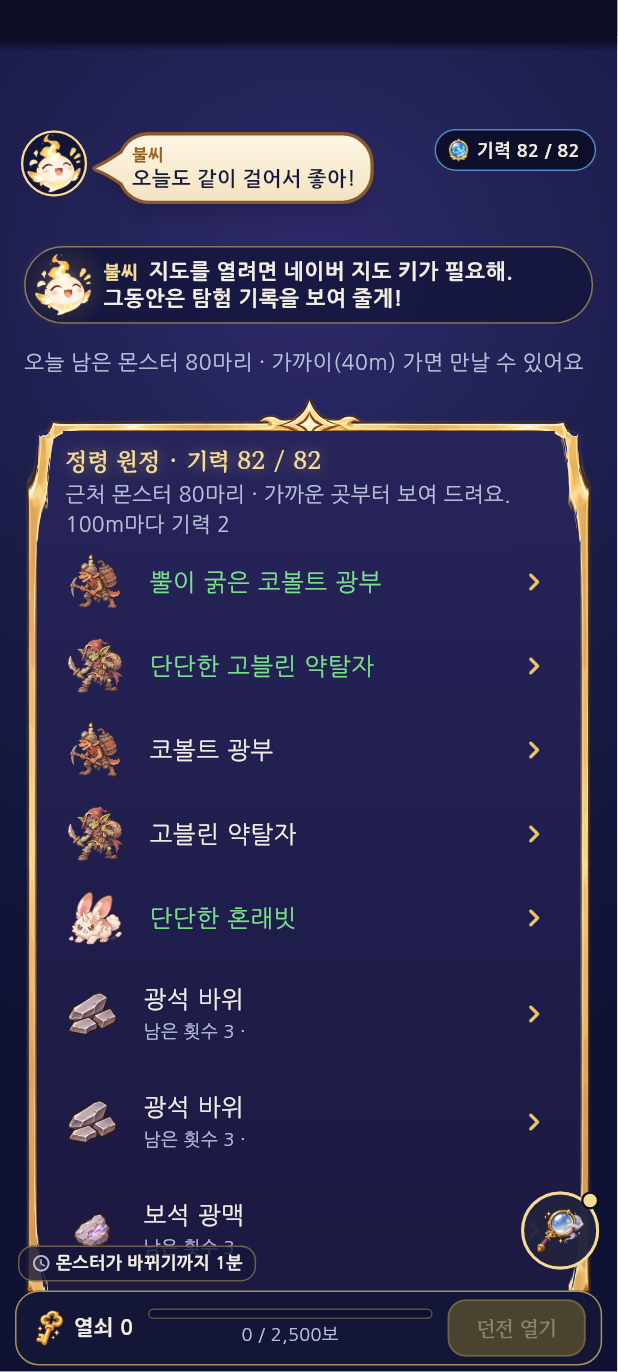 불씨
오늘도 같이 걸어서 좋아!
기력 82 / 82
불씨 지도를 열려면 네이버 지도 키가 필요해.
그동안은 탐험 기록을 보여 줄게!
오늘 남은 몬스터 80마리 · 가까이(40m) 가면 만날 수 있어요
정령 원정 · 기력 82 / 82
근처 몬스터 80마리 · 가까운 곳부터 보여 드려요.
100m마다 기력 2
뿔이 굵은 코볼트 광부
단단한 고블린 약탈자
코볼트 광부
고블린 약탈자
단단한 혼래빗
광석 바위
남은 횟수 3 ·
광석 바위
남은 횟수 3 ·
보석 광맥
남은 횟수 3 ·
몬스터가 바뀌기까지 1분
열쇠 0
0 / 2,500보
던전 열기